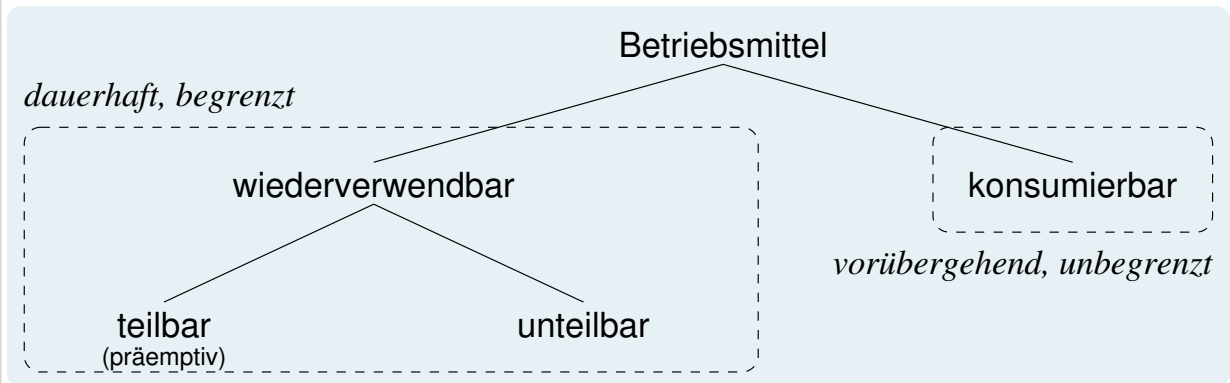 Betriebsmittel
dauerhaft, begrenzt
wiederverwendbar
konsumierbar
vorübergehend, unbegrenzt
teilbar
unteilbar
(präemptiv)